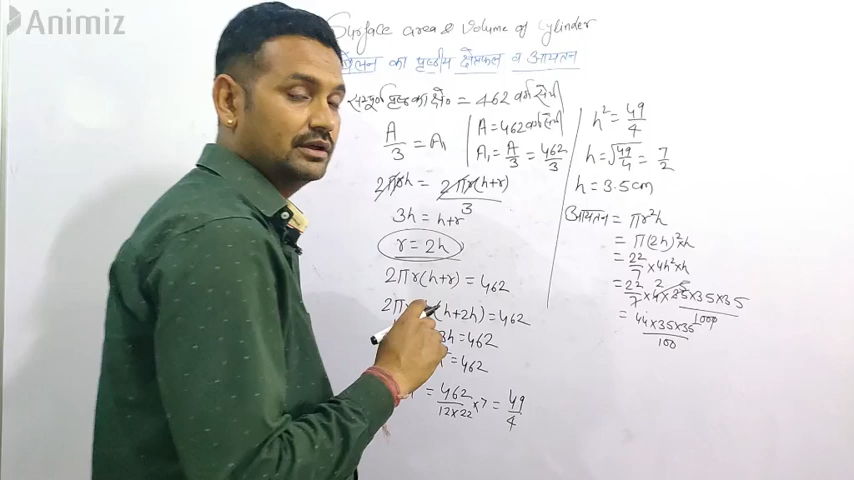 Animiz
Surface area & Volume of Cylinder
बेलन का पृष्ठीय क्षेत्रफल व आयतन
सम्पूर्ण पृष्ठ का क्षे० = 462 वर्ग सेमी
A/3 = A₁
A = 462 वर्ग सेमी
A₁ = A/3 = 462/3
2πrh = 2πr(h+r)/3
3h = h+r
r = 2h
2πr(h+r) = 462
(h+2h) = 462
3h = 462
= 462
= 462/12×22 ×7 = 49/4
h² = 49/4
h = √49/4 = 7/2
h = 3.5cm
आयतन = πr²h
= π(2h)²×h
= 22/7 × 4h²×h
= 22/7 × 4 × 35×35×35/1000
= 44×35×35/100